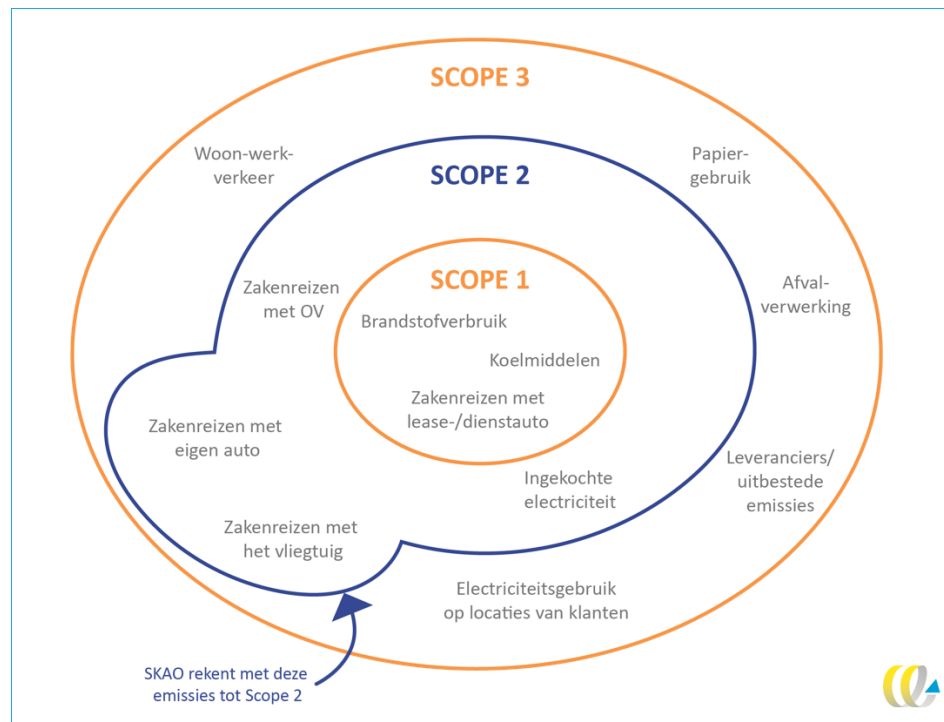 SCOPE 3
Woon-werk-
verkeer
Papier-
gebruik
SCOPE 2
Zakenreizen
met OV
SCOPE 1
Afval-
verwerking
Brandstofverbruik
Koelmiddelen
Zakenreizen met
lease-/dienstauto
Zakenreizen met
eigen auto
Leveranciers/
uitbestede
emissies
Ingekochte
electriciteit
Zakenreizen met
het vliegtuig
Electriciteitsgebruik
op locaties van klanten
SKAO rekent met deze
emissies tot Scope 2